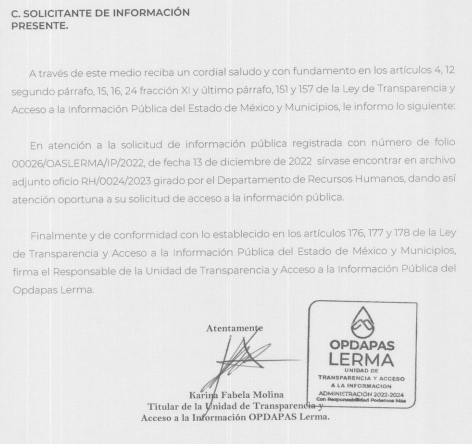 C. SOLICITANTE DE INFORMACIÓN
PRESENTE.
A través de este medio reciba un cordial saludo y con fundamento en los artículos 4, 12
segundo párrafo, 15, 16, 24 fracción XI y último párrafo, 151 y 157 de la Ley de Transparencia y
Acceso a la Información Pública del Estado de México y Municipios, le informo lo siguiente:
En atención a la solicitud de información pública registrada con número de folio
00026/OASLERMA/IP/2022, de fecha 13 de diciembre de 2022 sírvase encontrar en archivo
adjunto oficio RH/0024/2023 girado por el Departamento de Recursos Humanos, dando así
atención oportuna a su solicitud de acceso a la información pública.
Finalmente y de conformidad con lo establecido en los artículos 176, 177 y 178 de la Ley
de Transparencia y Acceso a la Información Pública del Estado de México y Municipios,
firma el Responsable de la Unidad de Transparencia y Acceso a la Información Pública del
Opdapas Lerma.
Atentamente
Karina Fabela Molina
Titular de la Unidad de Transparencia y
Acceso a la Información OPDAPAS Lerma.
OPDAPAS
LERMA
UNIDAD DE
TRANSPARENCIA Y ACCESO
A LA INFORMACIÓN
ADMINISTRACIÓN 2022-2024
Con Responsabilidad Podemos Más